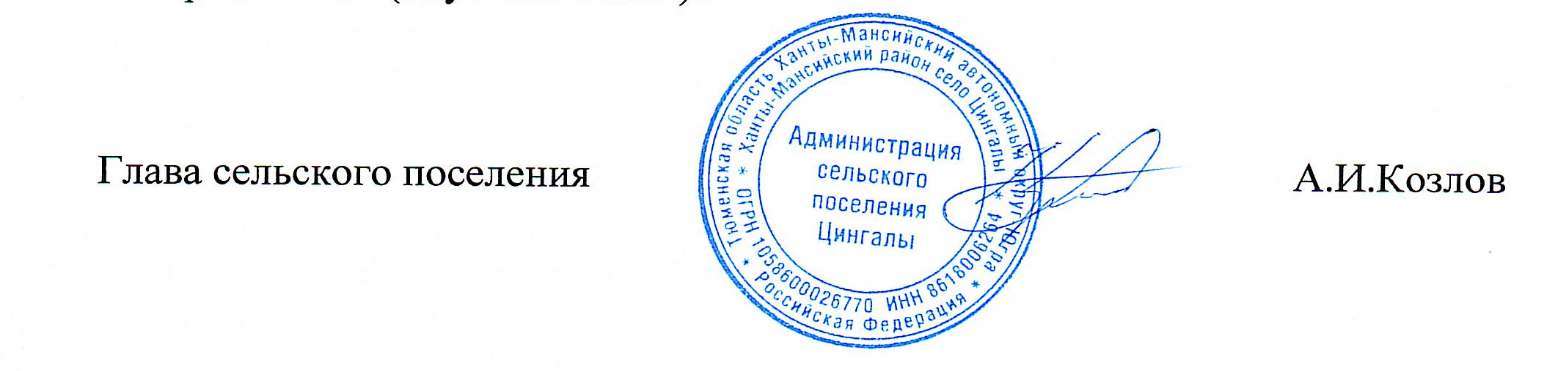 Глава сельского поселения
* Российская Федерация * Тюменская область Ханты-Мансийский автономный округ Югра
* ОГРН 1058600026770 ИНН 8618006264 * Ханты-Мансийский район село Цингалы
Администрация
сельского
поселения
Цингалы
А.И.Козлов